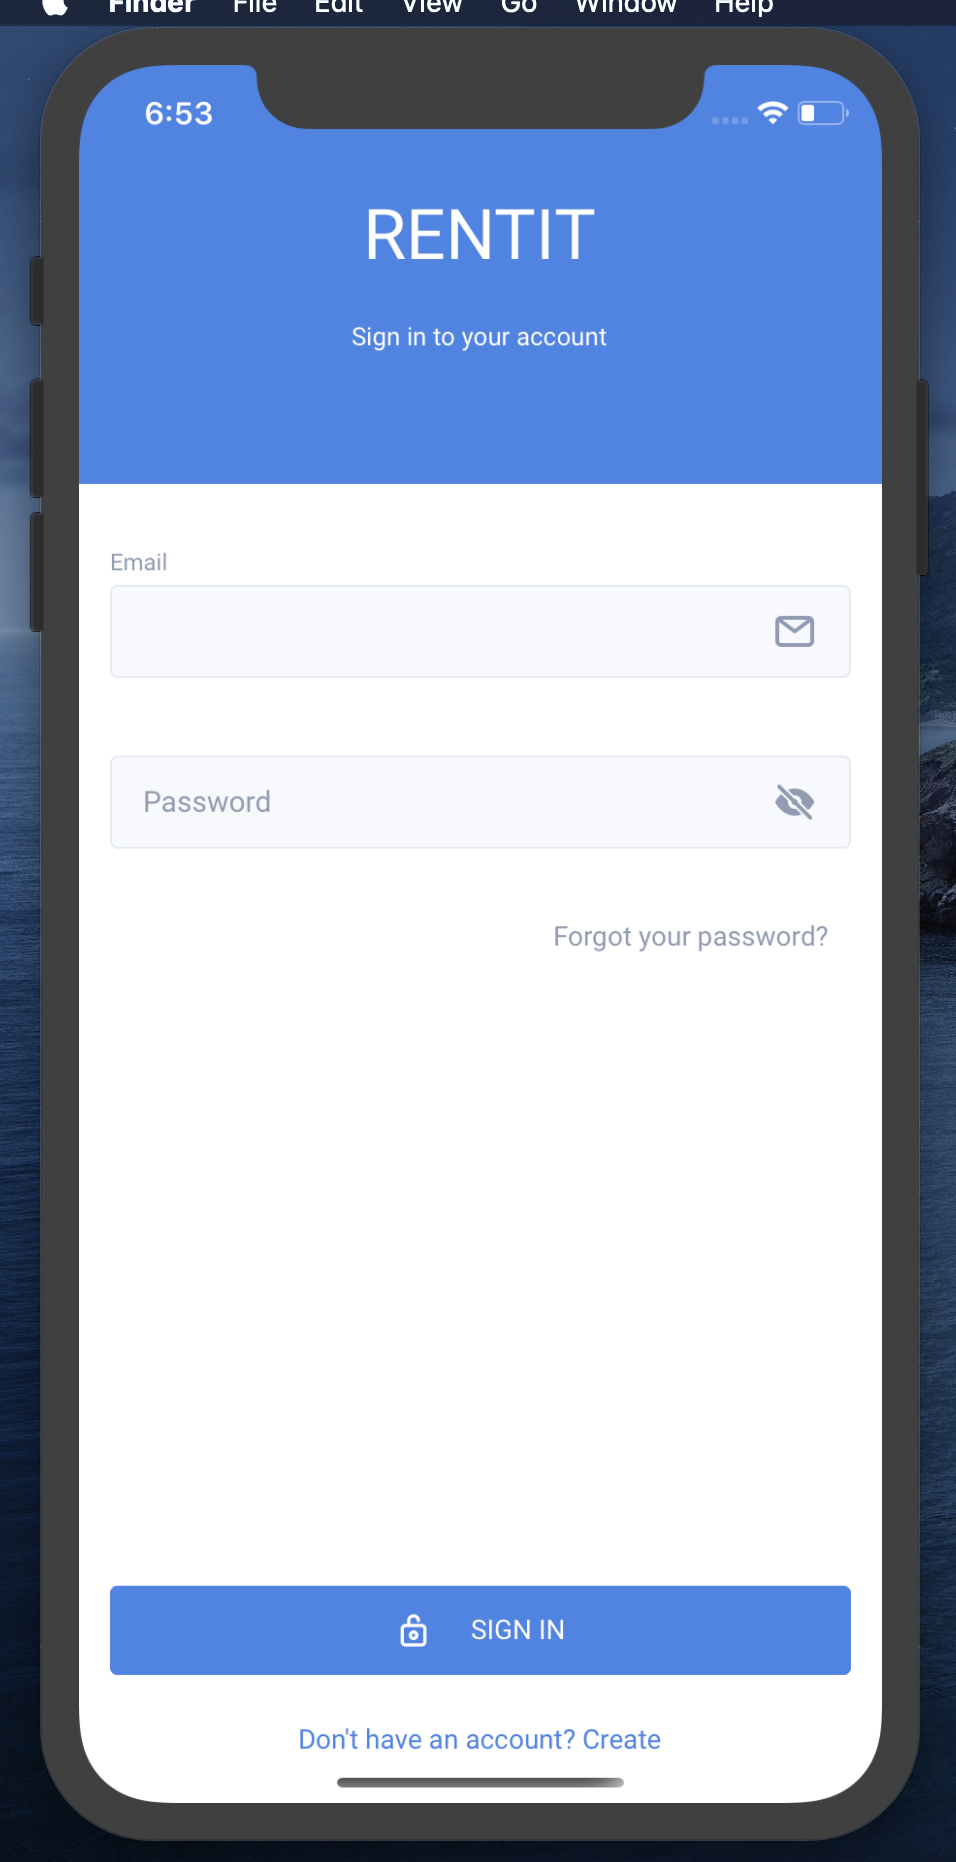 Finder File Edit View Go Window Help
6:53
RENTIT
Sign in to your account
Email
Password
Forgot your password?
SIGN IN
Don't have an account? Create